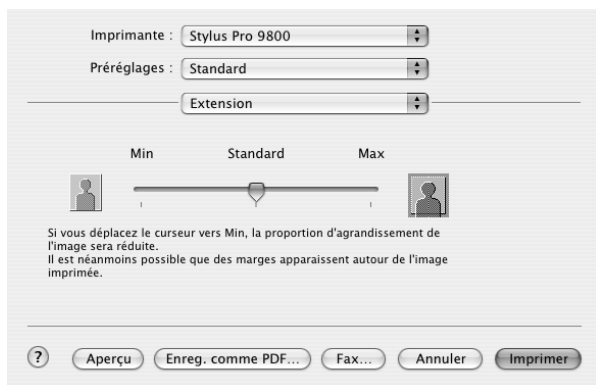 Imprimante : Stylus Pro 9800
Préréglages : Standard
Extension
Min Standard Max
Si vous déplacez le curseur vers Min, la proportion d'agrandissement de
l'image sera réduite.
Il est néanmoins possible que des marges apparaissent autour de l'image
imprimée.
? Aperçu Enreg. comme PDF... Fax... Annuler Imprimer